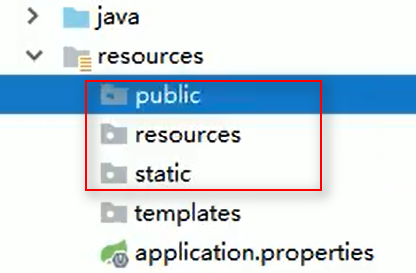 java
resources
public
resources
static
templates
application.properties